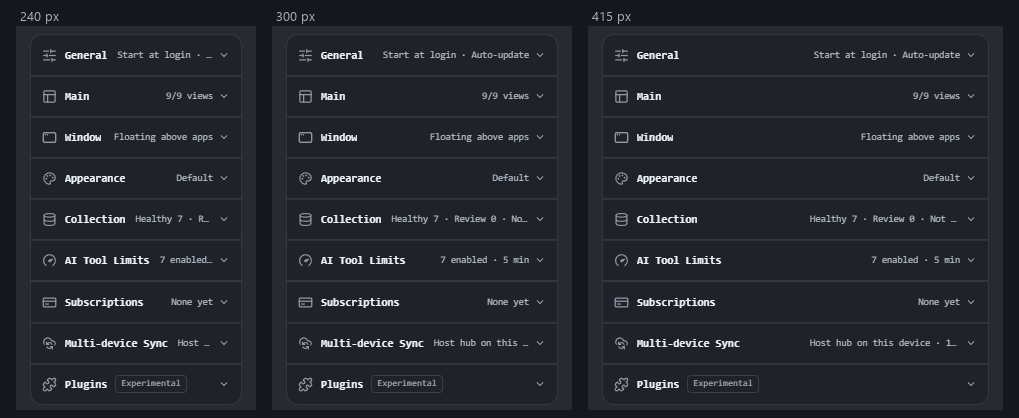 240 px
General Start at login · …
Main 9/9 views
Window Floating above apps
Appearance Default
Collection Healthy 7 · R…
AI Tool Limits 7 enabled…
Subscriptions None yet
Multi-device Sync Host …
Plugins Experimental
300 px
General Start at login · Auto-update
Main 9/9 views
Window Floating above apps
Appearance Default
Collection Healthy 7 · Review 0 · No…
AI Tool Limits 7 enabled · 5 min
Subscriptions None yet
Multi-device Sync Host hub on this …
Plugins Experimental
415 px
General Start at login · Auto-update
Main 9/9 views
Window Floating above apps
Appearance Default
Collection Healthy 7 · Review 0 · Not …
AI Tool Limits 7 enabled · 5 min
Subscriptions None yet
Multi-device Sync Host hub on this device · 1…
Plugins Experimental